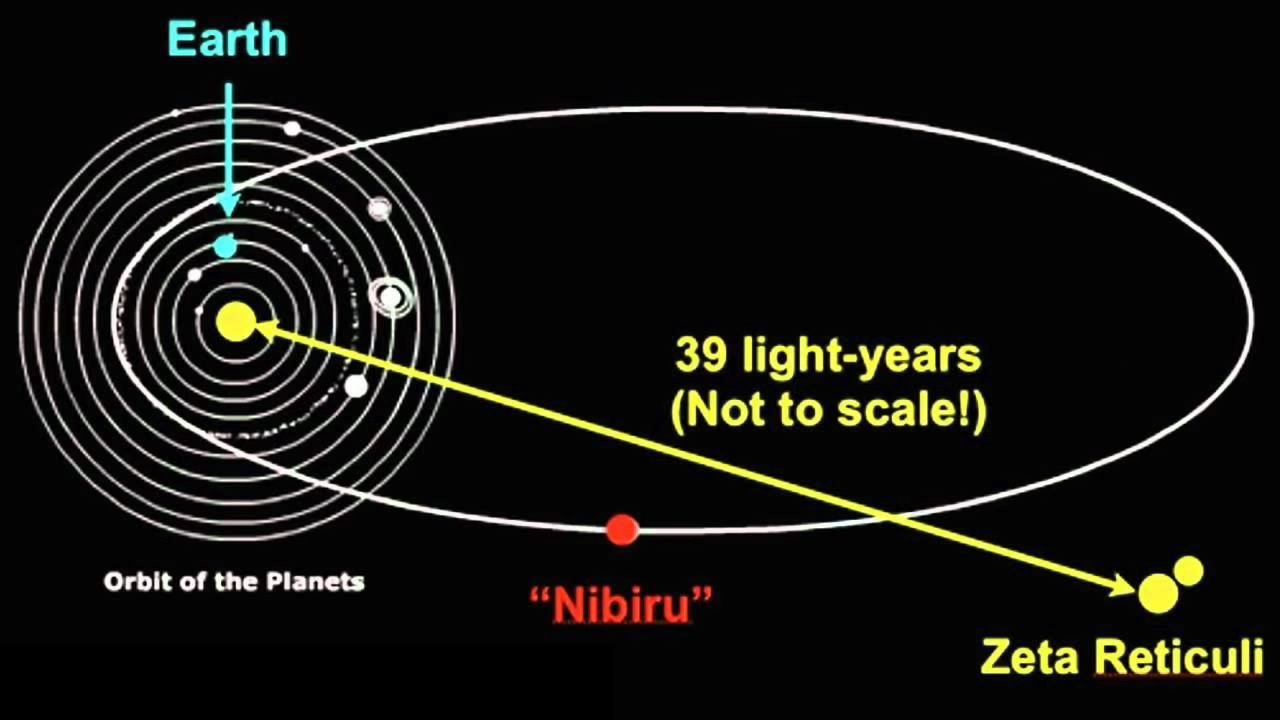 Earth
39 light-years
(Not to scale!)
Orbit of the Planets
“Nibiru”
Zeta Reticuli